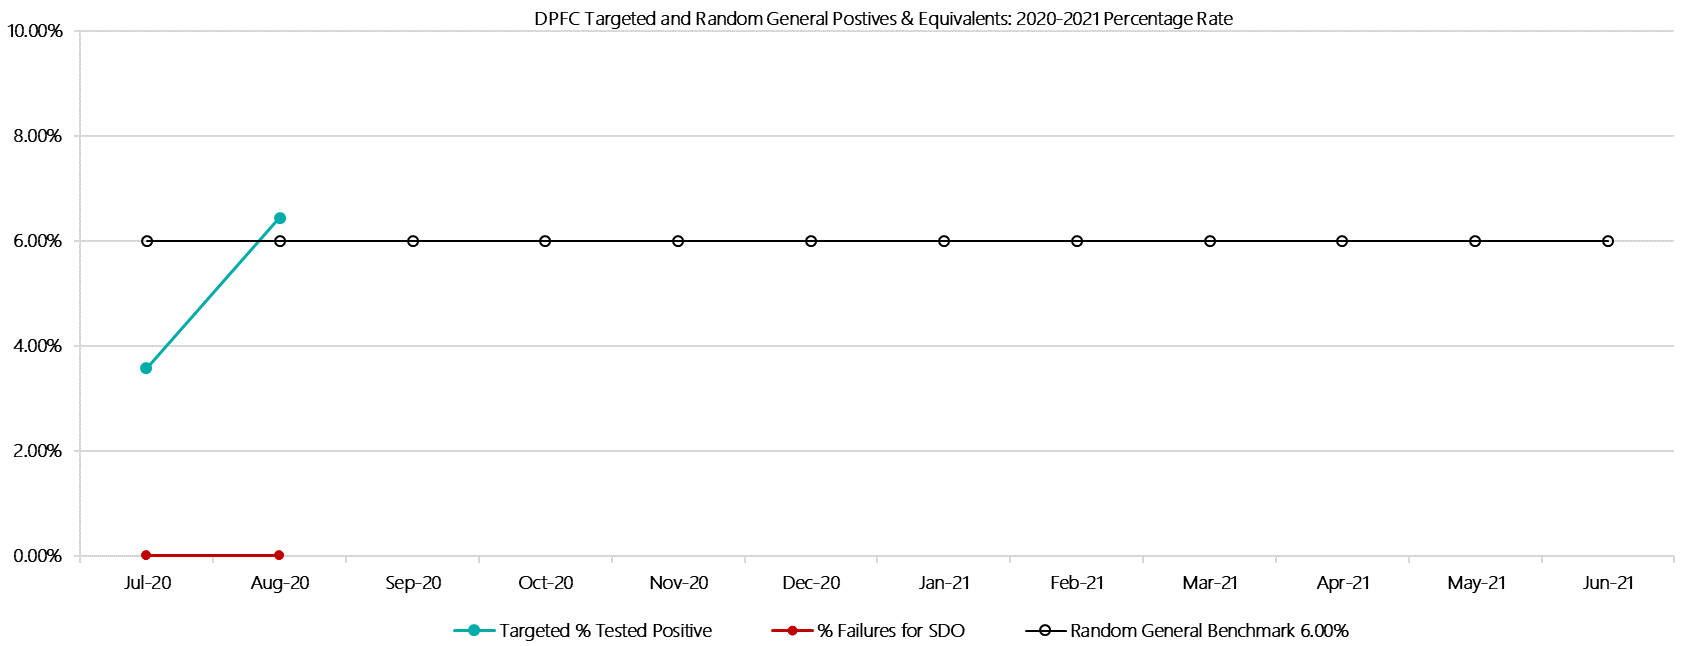 DPFC Targeted and Random General Postives & Equivalents: 2020-2021 Percentage Rate
10.00%
8.00%
6.00%
4.00%
2.00%
0.00%
Jul-20 Aug-20 Sep-20 Oct-20 Nov-20 Dec-20 Jan-21 Feb-21 Mar-21 Apr-21 May-21 Jun-21
Targeted % Tested Positive % Failures for SDO Random General Benchmark 6.00%